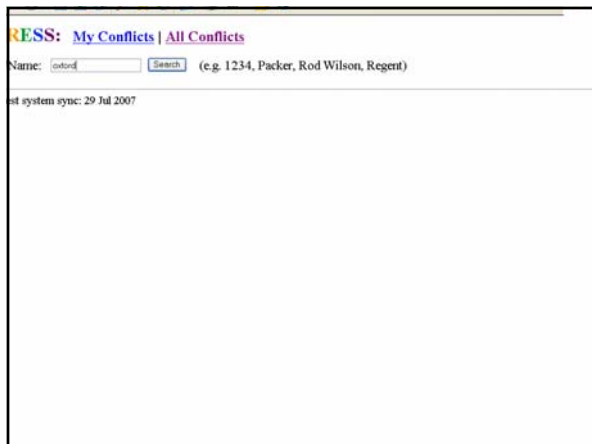 RESS: My Conflicts | All Conflicts
Name: oxford Search (e.g. 1234, Packer, Rod Wilson, Regent)
est system sync: 29 Jul 2007